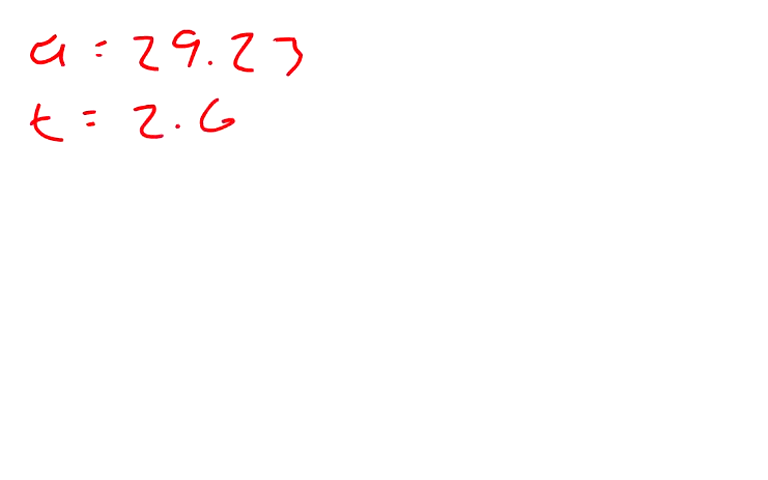 a = 29.23
t = 2.6